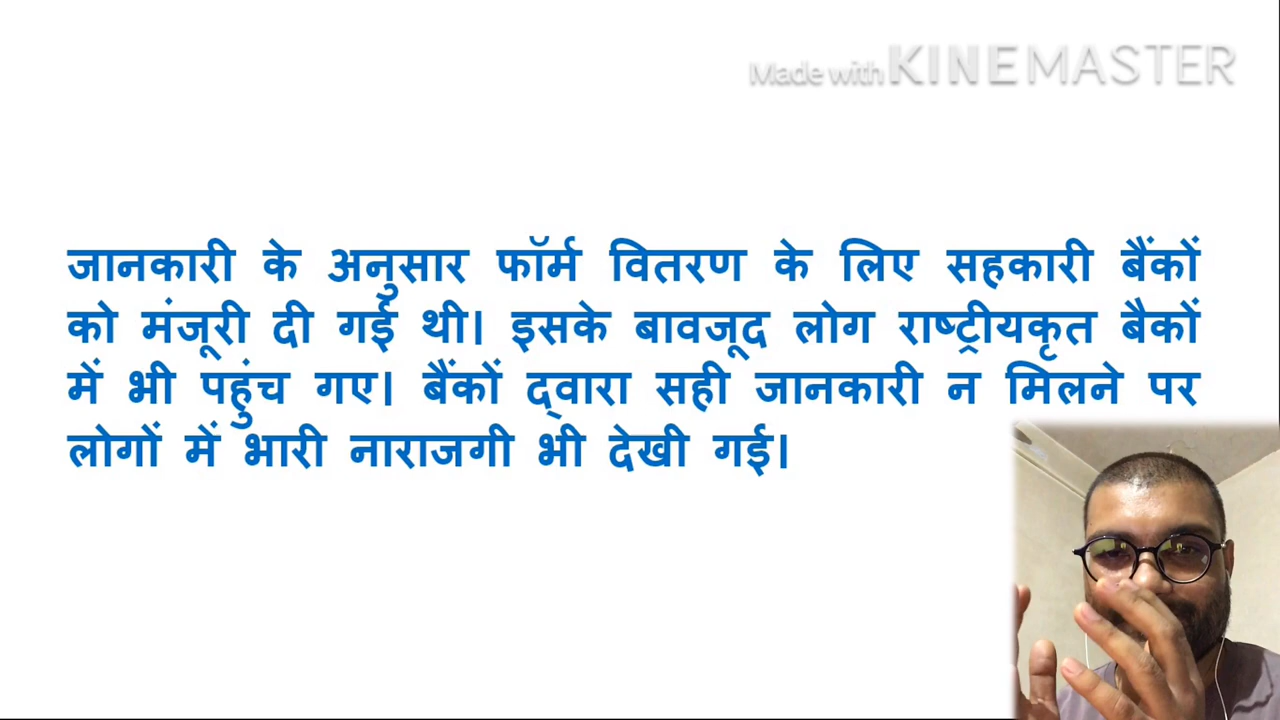 Made with KINEMASTER
जानकारी के अनुसार फॉर्म वितरण के लिए सहकारी बैंकों
को मंजूरी दी गई थी। इसके बावजूद लोग राष्ट्रीयकृत बैकों
में भी पहुंच गए। बैंकों द्वारा सही जानकारी न मिलने पर
लोगों में भारी नाराजगी भी देखी गई।